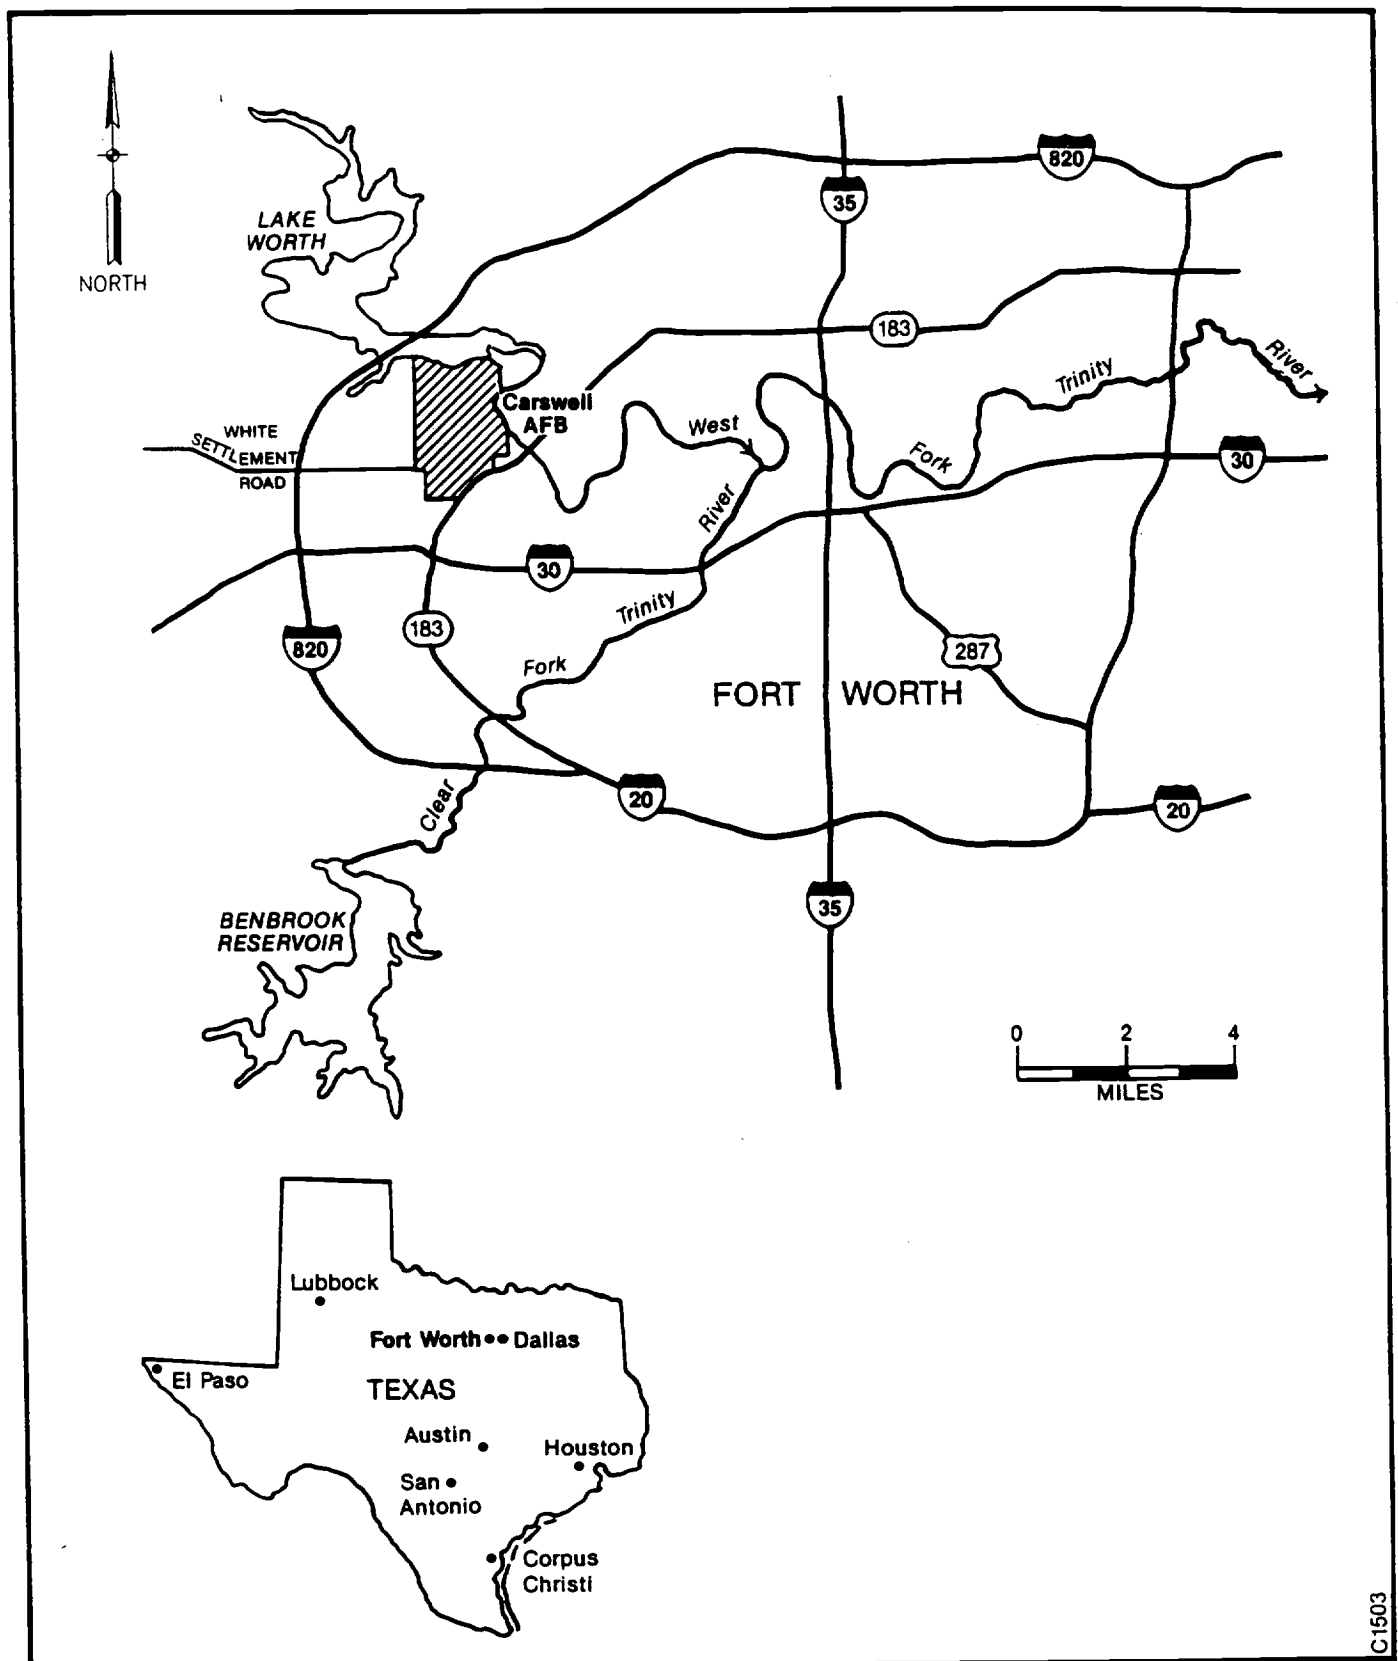 820
35
LAKE
WORTH
NORTH
183
River
Trinity
Carswell
AFB
West
WHITE
SETTLEMENT
ROAD
Fork
30
River
30
Trinity
183
820
287
Fork
FORT WORTH
20
20
Clear
35
BENBROOK
RESERVOIR
0 2 4
MILES
Lubbock
Fort Worth Dallas
El Paso
TEXAS
Austin
Houston
San
Antonio
Corpus
Christi
C1503